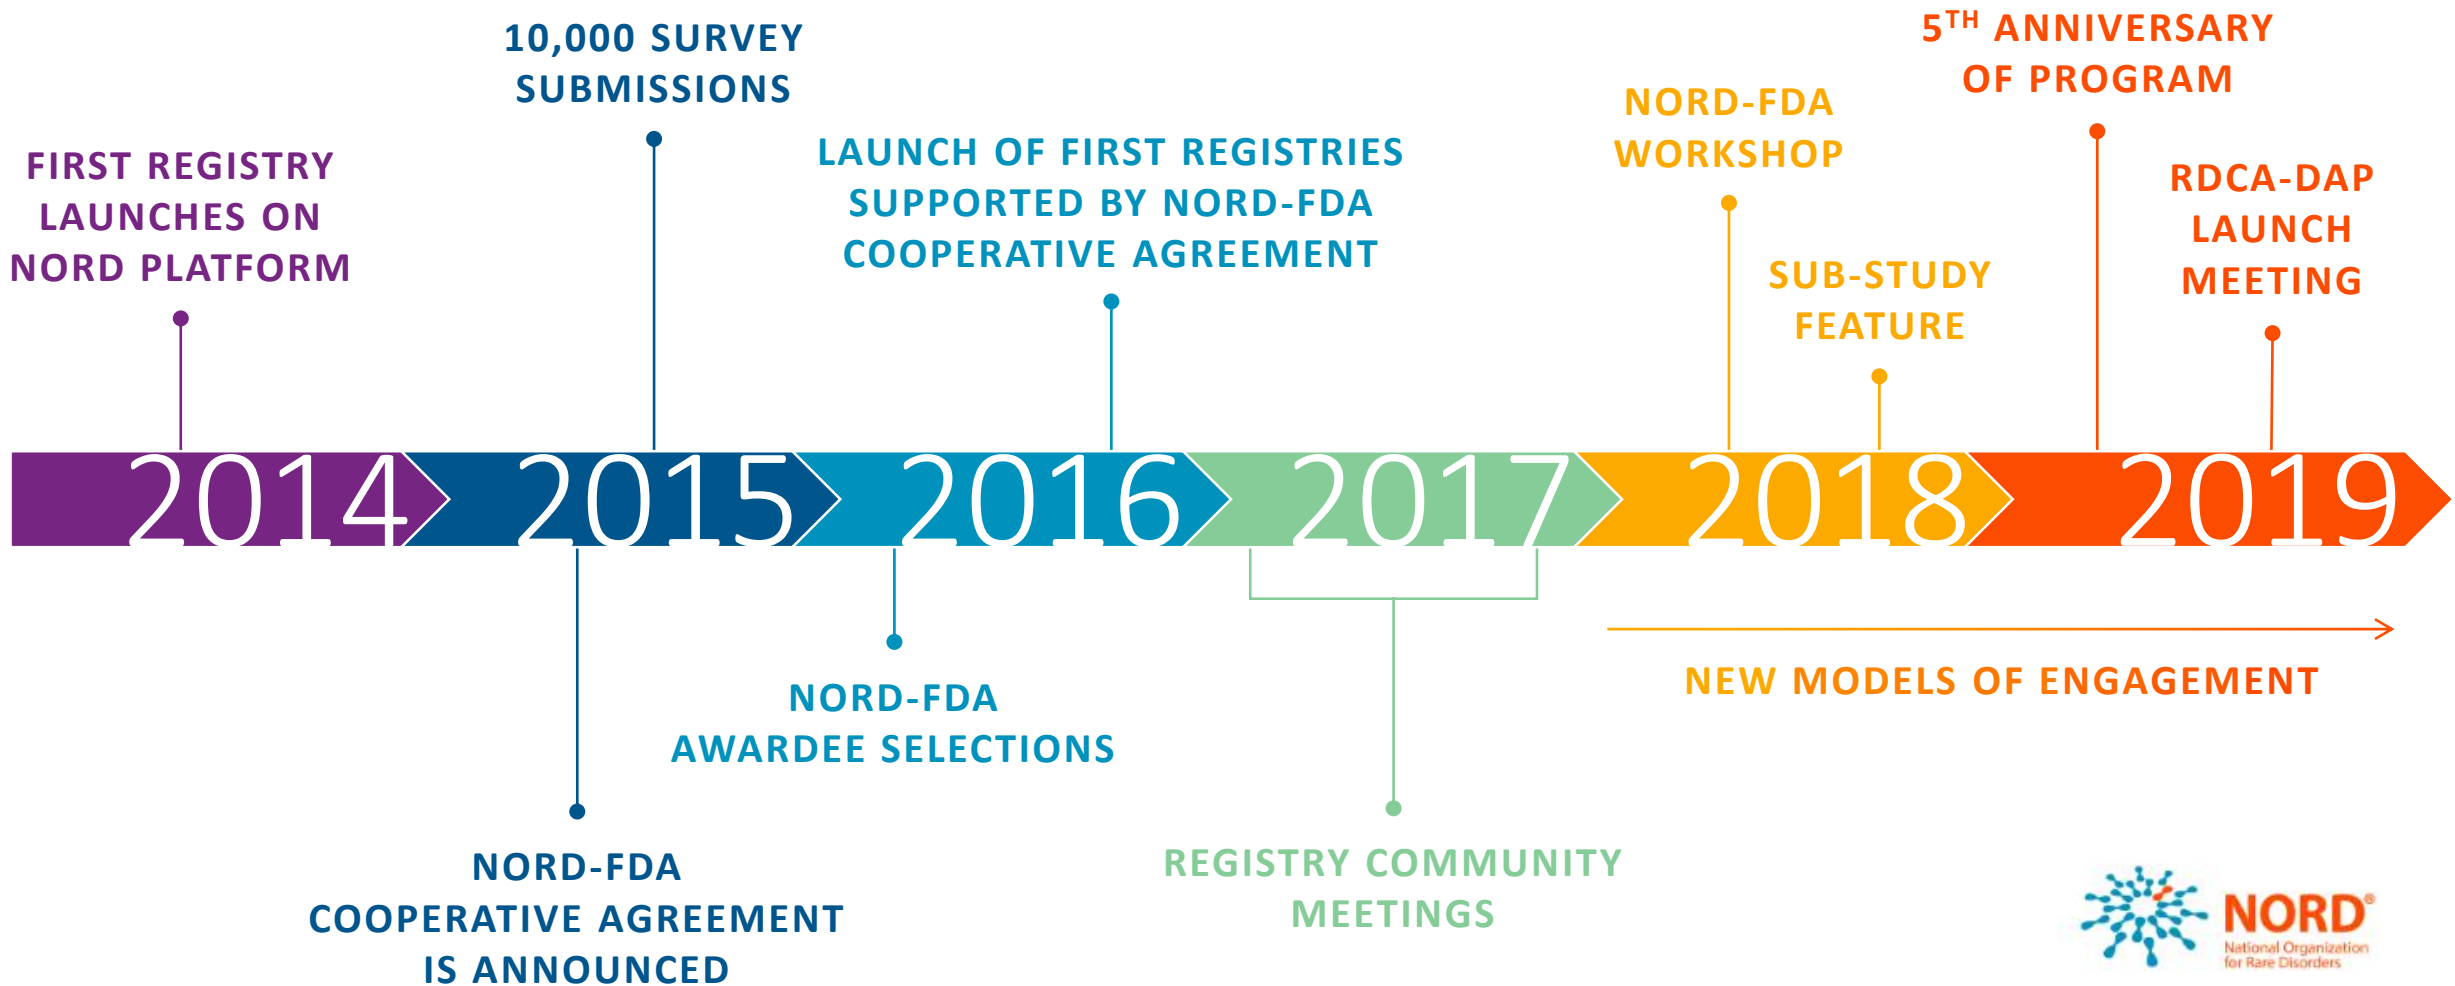 10,000 SURVEY
SUBMISSIONS
5TH ANNIVERSARY
OF PROGRAM
NORD-FDA
WORKSHOP
FIRST REGISTRY
LAUNCHES ON
NORD PLATFORM
LAUNCH OF FIRST REGISTRIES
SUPPORTED BY NORD-FDA
COOPERATIVE AGREEMENT
RDCA-DAP
LAUNCH
MEETING
SUB-STUDY
FEATURE
2014 2015 2016 2017 2018 2019
NORD-FDA
AWARDEE SELECTIONS
NEW MODELS OF ENGAGEMENT
NORD-FDA
COOPERATIVE AGREEMENT
IS ANNOUNCED
REGISTRY COMMUNITY
MEETINGS
NORD®
National Organization
for Rare Disorders